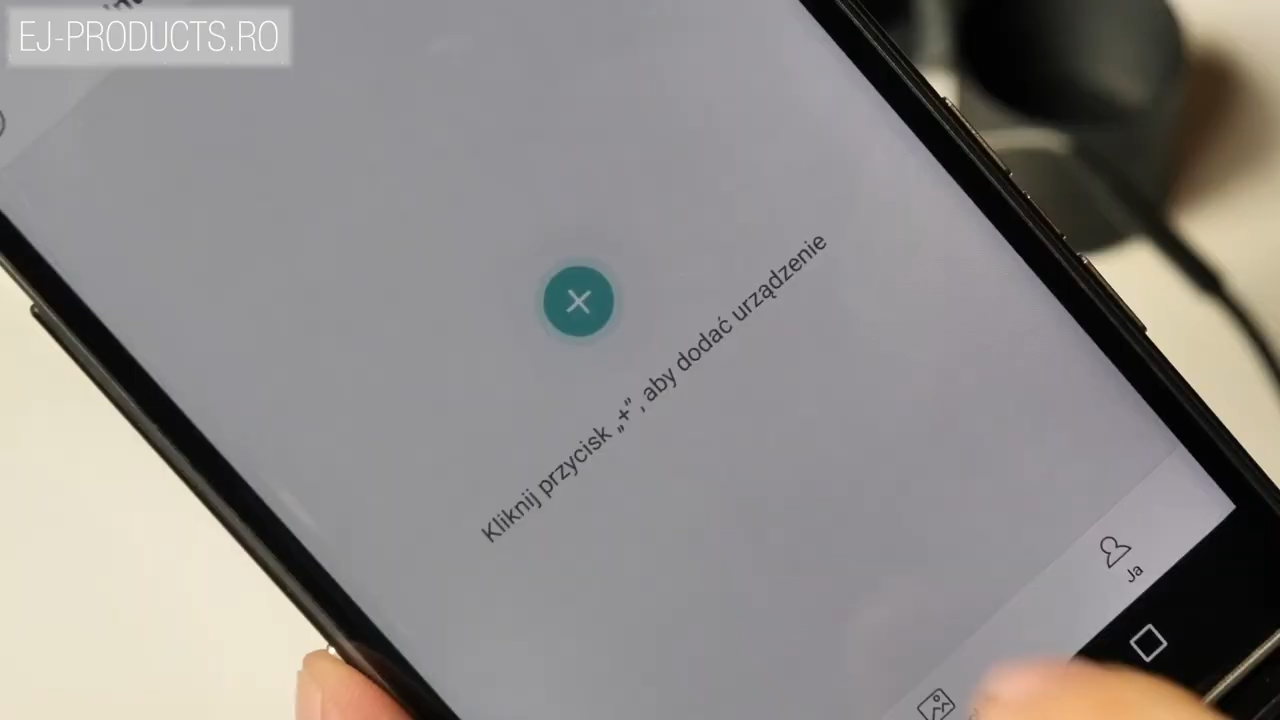 EJ-PRODUCTS.RO
Kliknij przycisk „+“, aby dodać urządzenie
Ja